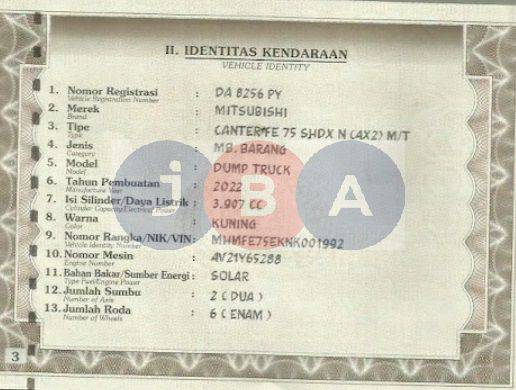 II. IDENTITAS KENDARAAN
VEHICLE IDENTITY
1. Nomor Registrasi : DA 8256 PY
Vehicle Registration Number
2. Merek : MITSUBISHI
Brand
3. Tipe : CANTER FE 75 SHDX N (4X2) M/T
Type
4. Jenis : MB. BARANG
Category
5. Model : DUMP TRUCK
Model
6. Tahun Pembuatan : 2022
Manufacture Year
7. Isi Silinder/Daya Listrik : 3.907 CC
Cylinder Capacity/Electrical Power
8. Warna : KUNING
Color
9. Nomor Rangka/NIK/VIN : MHMFE75EKNK001992
Vehicle Identity Number
10. Nomor Mesin : 4V21Y65288
Engine Number
11. Bahan Bakar/Sumber Energi : SOLAR
Type Fuel/Engine Power
12. Jumlah Sumbu : 2 ( DUA )
Number of Axle
13. Jumlah Roda : 6 ( ENAM )
Number of Wheels
3
iBA